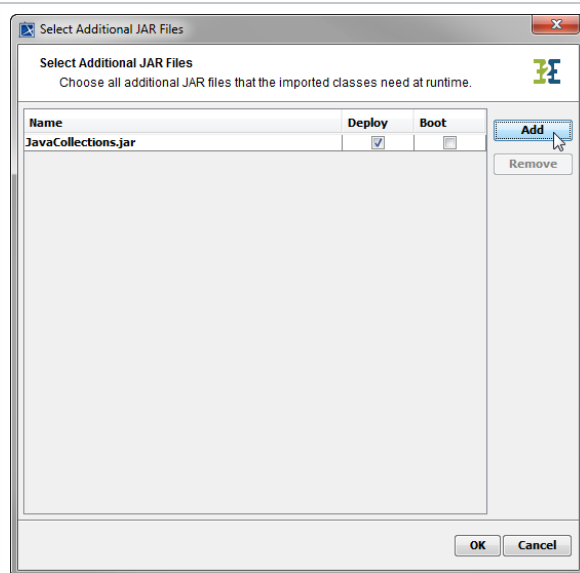 Select Additional JAR Files
Select Additional JAR Files
Choose all additional JAR files that the imported classes need at runtime.
Name Deploy Boot
JavaCollections.jar
Add
Remove
OK Cancel